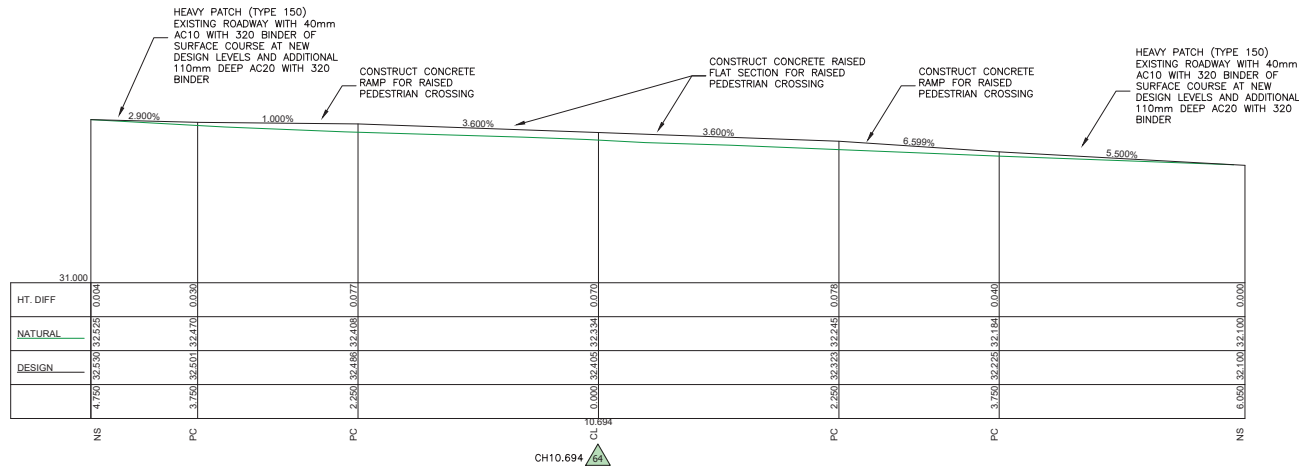 HEAVY PATCH (TYPE 150)
EXISTING ROADWAY WITH 40mm
AC10 WITH 320 BINDER OF
SURFACE COURSE AT NEW
DESIGN LEVELS AND ADDITIONAL
110mm DEEP AC20 WITH 320
BINDER
CONSTRUCT CONCRETE
RAMP FOR RAISED
PEDESTRIAN CROSSING
CONSTRUCT CONCRETE RAISED
FLAT SECTION FOR RAISED
PEDESTRIAN CROSSING
CONSTRUCT CONCRETE
RAMP FOR RAISED
PEDESTRIAN CROSSING
HEAVY PATCH (TYPE 150)
EXISTING ROADWAY WITH 40mm
AC10 WITH 320 BINDER OF
SURFACE COURSE AT NEW
DESIGN LEVELS AND ADDITIONAL
110mm DEEP AC20 WITH 320
BINDER
2.900% 1.000% 3.600% 3.600% 6.599% 5.500%
31.000
HT. DIFF 0.004 0.030 0.077 0.070 0.078 0.040 0.000
NATURAL 32.525 32.470 32.408 32.334 32.245 32.184 32.100
DESIGN 32.530 32.501 32.486 32.405 32.323 32.225 32.100
4.750 3.750 2.250 0.000 2.250 3.750 6.050
10.694
NS PC PC CL PC PC NS
CH10.694 64